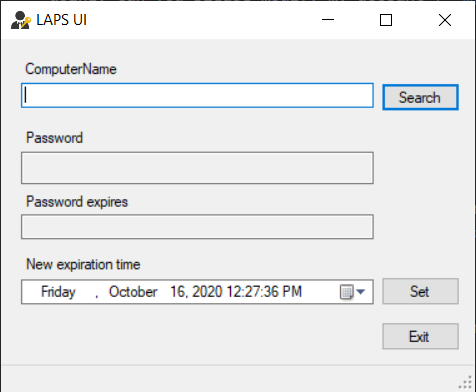 LAPS UI
ComputerName
Search
Password
Password expires
New expiration time
Friday , October 16, 2020 12:27:36 PM
Set
Exit